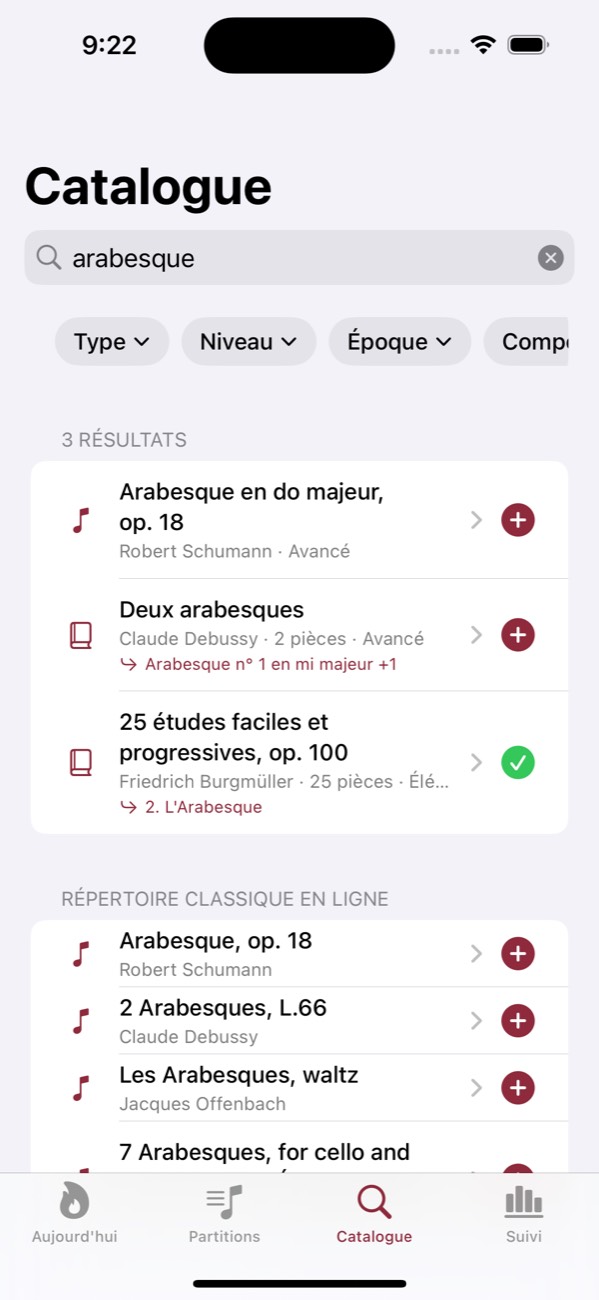 9:22
Catalogue
arabesque
Type
Niveau
Époque
Comp
3 RÉSULTATS
Arabesque en do majeur,
op. 18
Robert Schumann · Avancé
Deux arabesques
Claude Debussy · 2 pièces · Avancé
Arabesque n° 1 en mi majeur +1
25 études faciles et
progressives, op. 100
Friedrich Burgmüller · 25 pièces · Élé...
2. L'Arabesque
RÉPERTOIRE CLASSIQUE EN LIGNE
Arabesque, op. 18
Robert Schumann
2 Arabesques, L.66
Claude Debussy
Les Arabesques, waltz
Jacques Offenbach
7 Arabesques, for cello and
Aujourd'hui
Partitions
Catalogue
Suivi